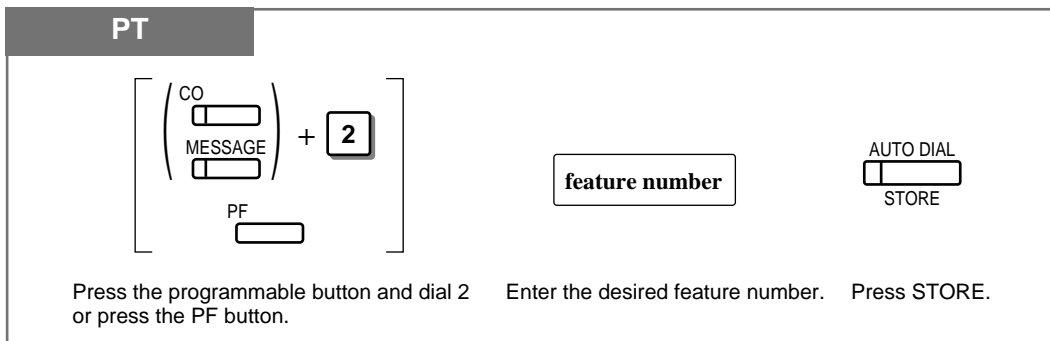 PT
CO
MESSAGE
+
2
PF
feature number
AUTO DIAL
STORE
Press the programmable button and dial 2
or press the PF button.
Enter the desired feature number.
Press STORE.